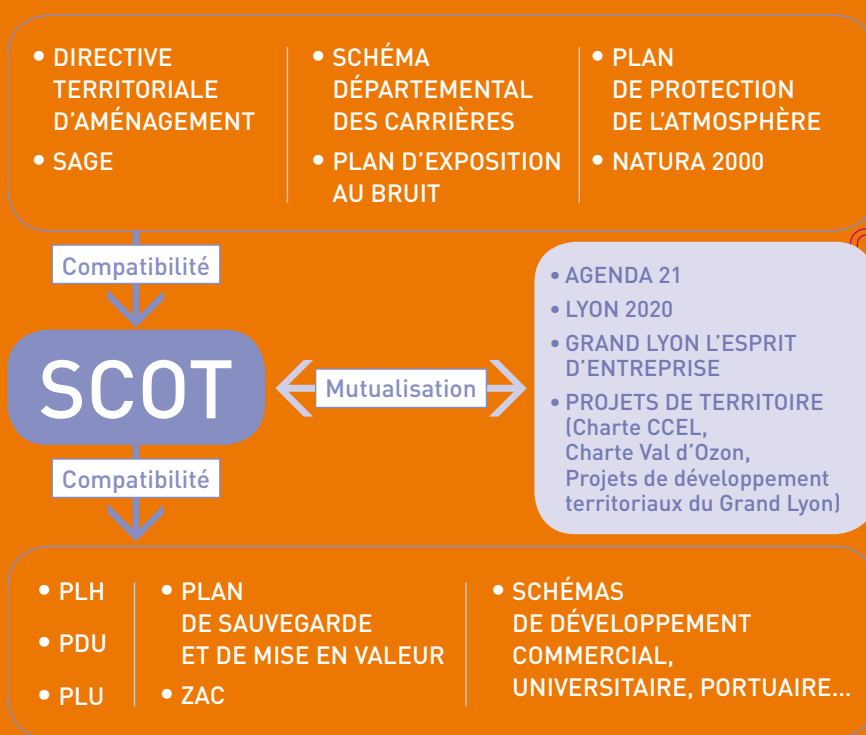 • DIRECTIVE
TERRITORIALE
D'AMÉNAGEMENT
• SAGE
• SCHÉMA
DÉPARTEMENTAL
DES CARRIÈRES
• PLAN D'EXPOSITION
AU BRUIT
• PLAN
DE PROTECTION
DE L'ATMOSPHÈRE
• NATURA 2000
Compatibilité
SCOT
Mutualisation
• AGENDA 21
• LYON 2020
• GRAND LYON L'ESPRIT
D'ENTREPRISE
• PROJETS DE TERRITOIRE
(Charte CCEL,
Charte Val d'Ozon,
Projets de développement
territoriaux du Grand Lyon)
Compatibilité
• PLH
• PDU
• PLU
• PLAN
DE SAUVEGARDE
ET DE MISE EN VALEUR
• ZAC
• SCHÉMAS
DE DÉVELOPPEMENT
COMMERCIAL,
UNIVERSITAIRE, PORTUAIRE...